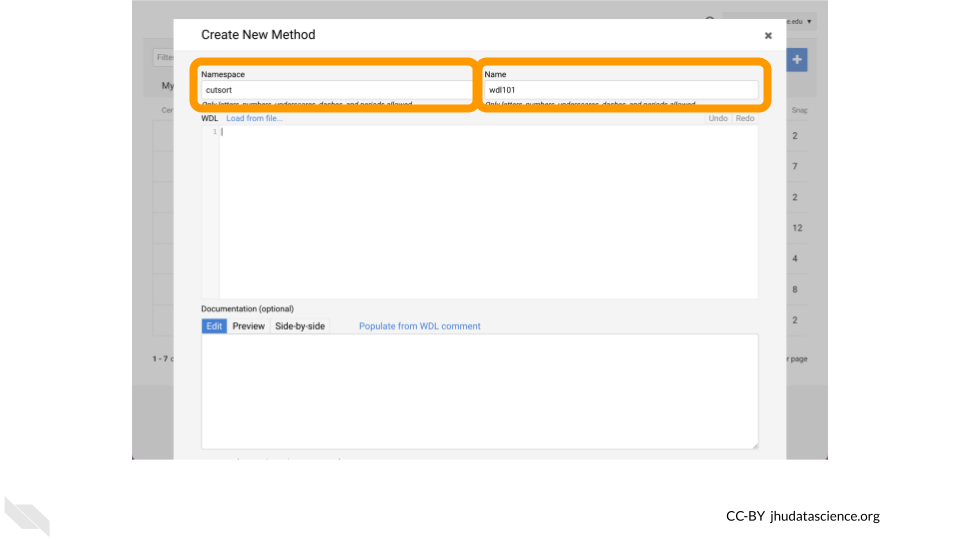 e.edu
Create New Method
Filte
Namespace
Name
My
cutsort
wdl101
Only letters, numbers, underscores, dashes, and periods allowed
Only letters, numbers, underscores, dashes, and periods allowed
Cer
Snap
WDL Load from file...
Undo Redo
1
2
7
2
12
4
8
2
Documentation (optional)
Edit Preview Side-by-side Populate from WDL comment
1 - 7 o
r page
CC-BY jhudatascience.org